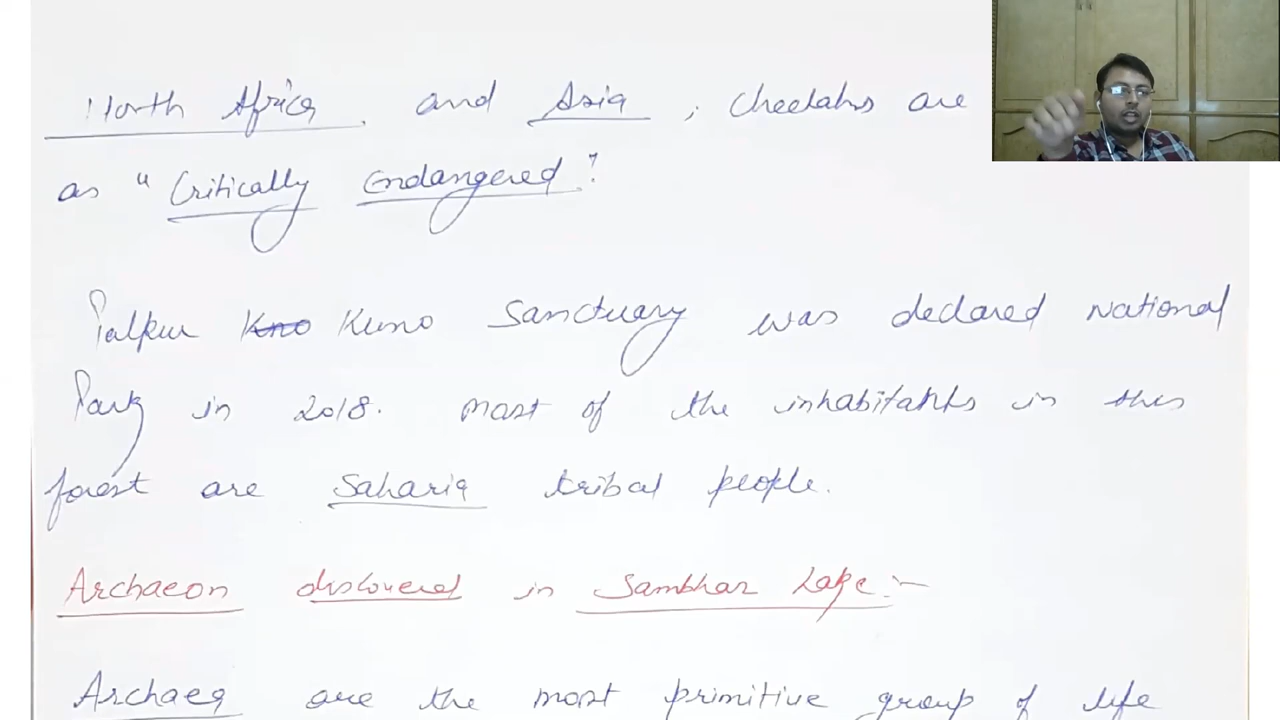 North Africa, and Asia, Cheetahs are
as "Critically Endangered".
Palpur Kuno Sanctuary was declared National
Park in 2018. most of the inhabitants in this
forest are Saharia tribal people.
Archaeon discovered in Sambhar Lake:-
Archaea are the most primitive group of life